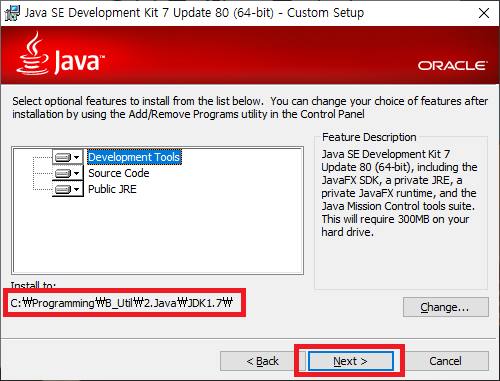 Java SE Development Kit 7 Update 80 (64-bit) - Custom Setup
Java™
ORACLE
Select optional features to install from the list below. You can change your choice of features after
installation by using the Add/Remove Programs utility in the Control Panel
Development Tools
Source Code
Public JRE
Feature Description
Java SE Development Kit 7
Update 80 (64-bit), including the
JavaFX SDK, a private JRE, a
private JavaFX runtime, and the
Java Mission Control tools suite.
This will require 300MB on your
hard drive.
Install to:
C:₩Programming₩B_Util₩2.Java₩JDK1.7₩
Change...
< Back
Next >
Cancel